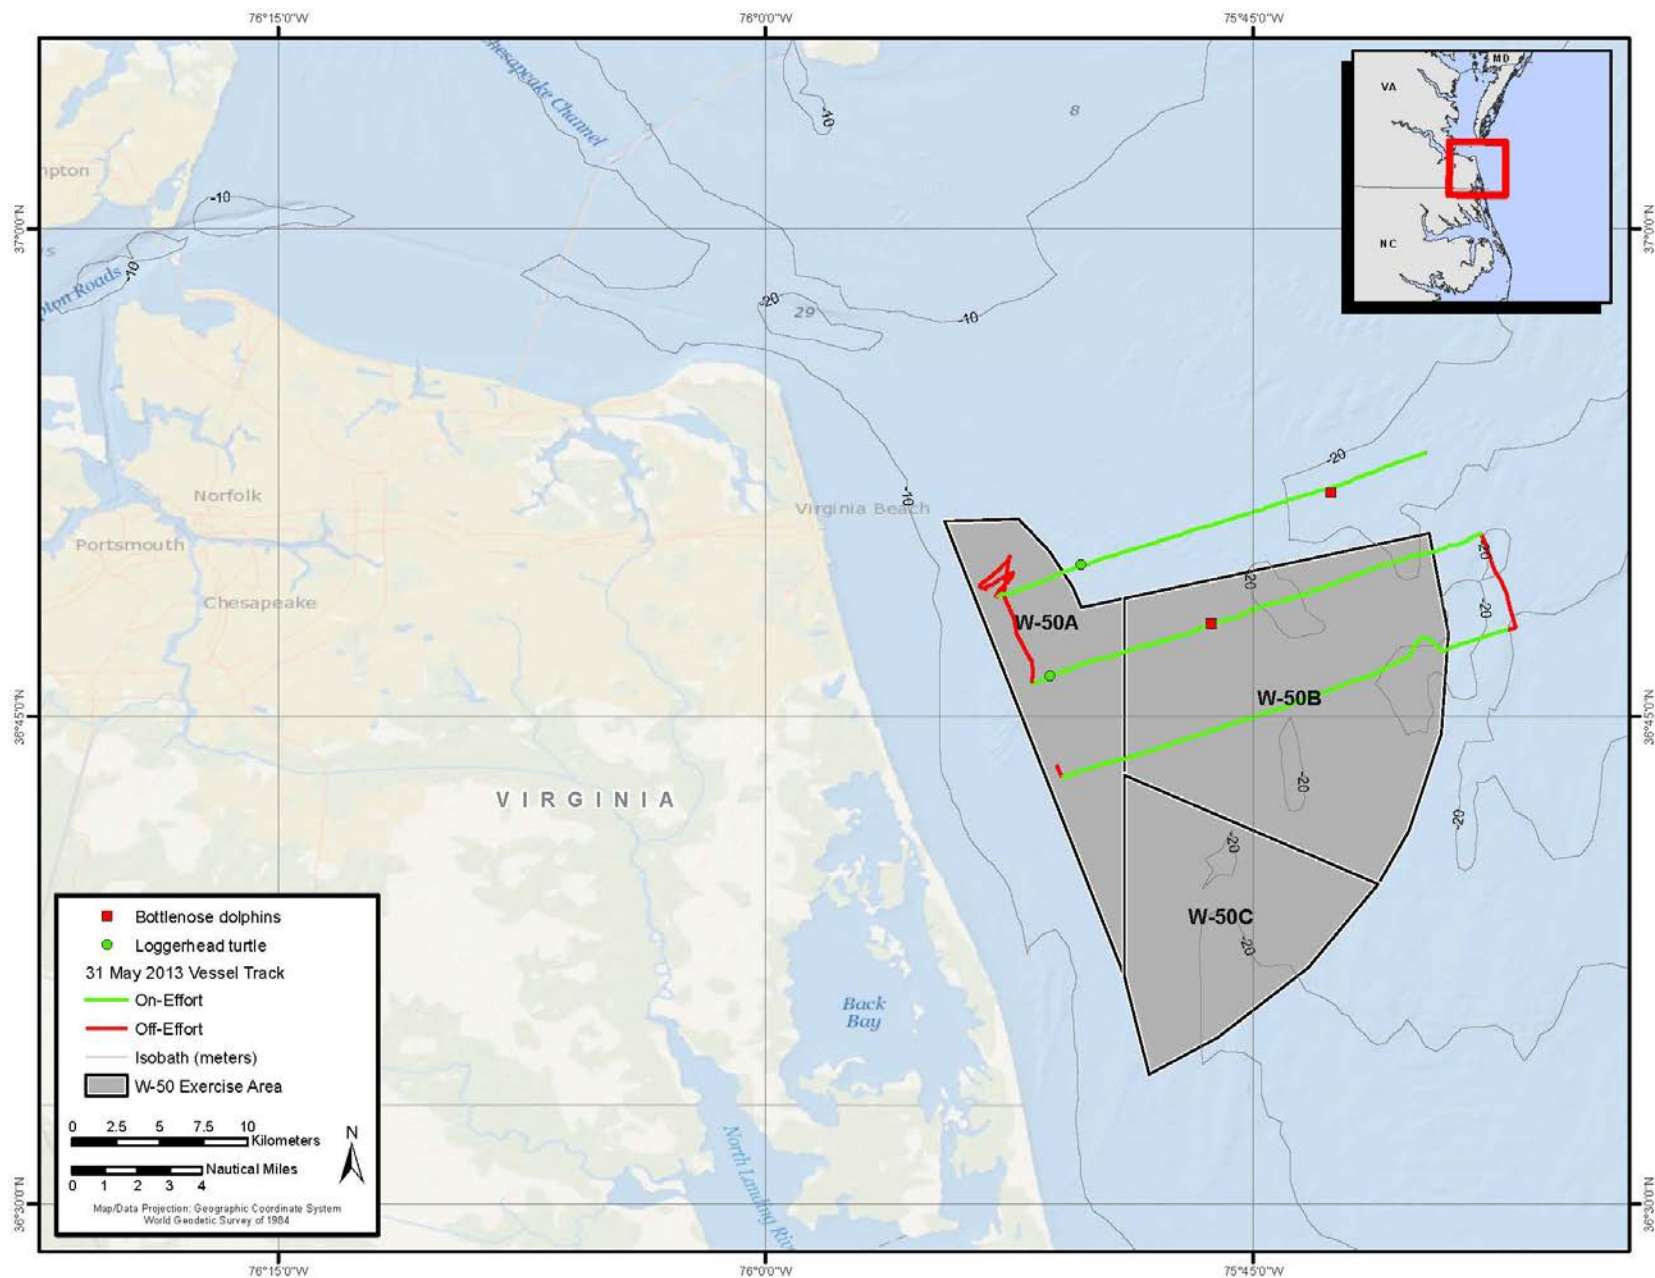 76°15'0"W
76°0'0"W
75°45'0"W
Chesapeake Channel
-10
8
MD
VA
NC
-10
-10
37°0'0"N
37°0'0"N
-20
29
-10
-20
-10
Norfolk
Virginia Beach
Portsmouth
Chesapeake
-20
-20
-20
W-50A
W-50B
36°45'0"N
36°45'0"N
-20
VIRGINIA
-20
-20
W-50C
-20
Back
Bay
Bottlenose dolphins
Loggerhead turtle
31 May 2013 Vessel Track
On-Effort
Off-Effort
Isobath (meters)
W-50 Exercise Area
0 2.5 5 7.5 10
Kilometers
N
Nautical Miles
0 1 2 3 4
Map/Data Projection: Geographic Coordinate System
World Geodetic Survey of 1984
North Landing
36°30'0"N
36°30'0"N
76°15'0"W
76°0'0"W
75°45'0"W